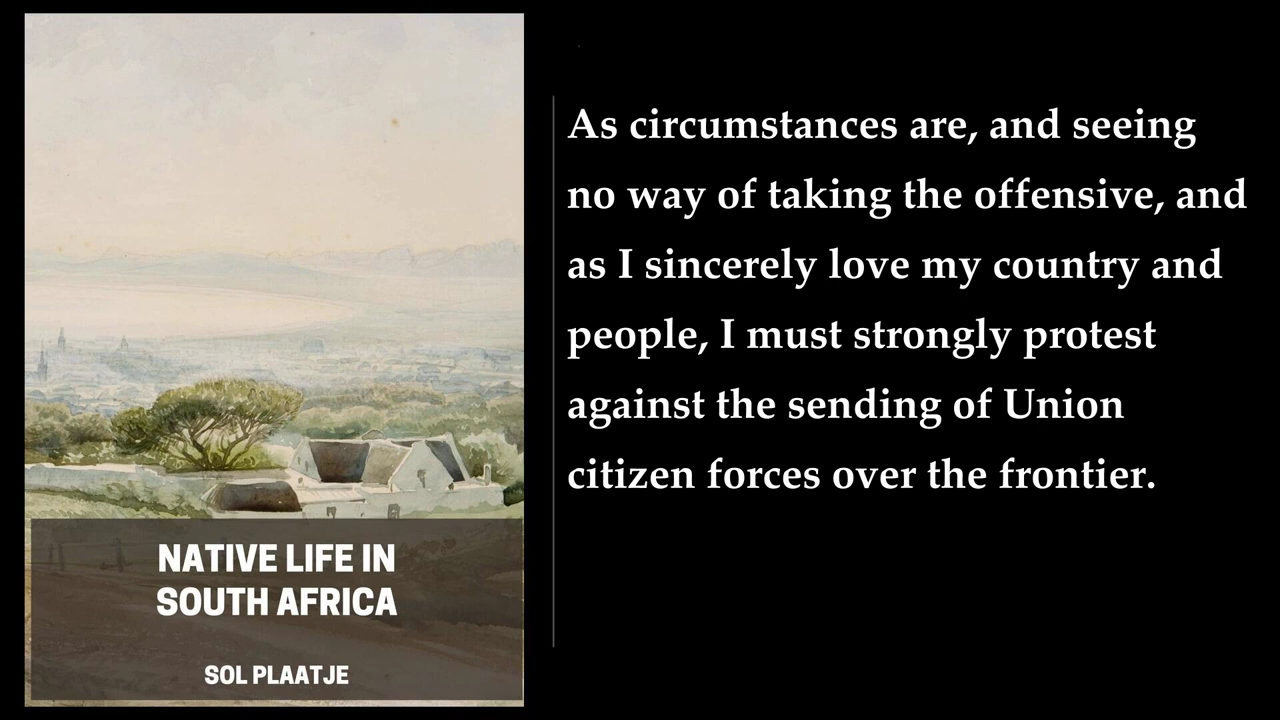 NATIVE LIFE IN
SOUTH AFRICA
SOL PLAATJE
As circumstances are, and seeing
no way of taking the offensive, and
as I sincerely love my country and
people, I must strongly protest
against the sending of Union
citizen forces over the frontier.